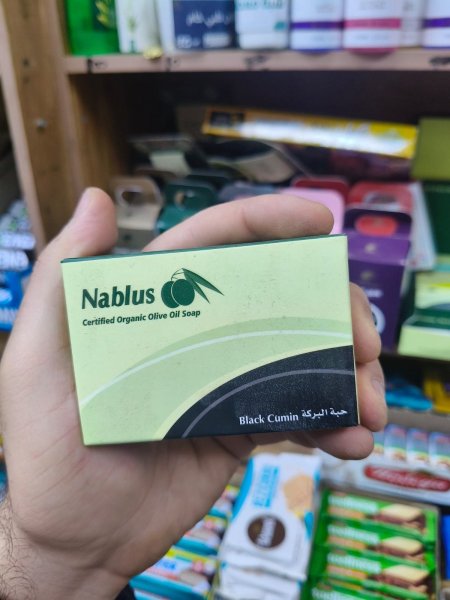 Nablus
Certified Organic Olive Oil Soap
Black Cumin حبة البركة